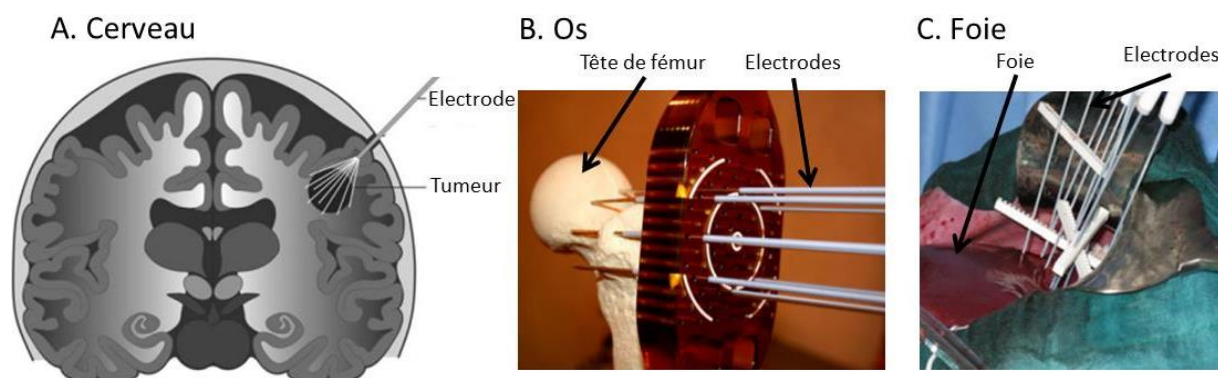 A. Cerveau
Electrode
Tumeur
B. Os
Tête de fémur
Electrodes
C. Foie
Foie
Electrodes